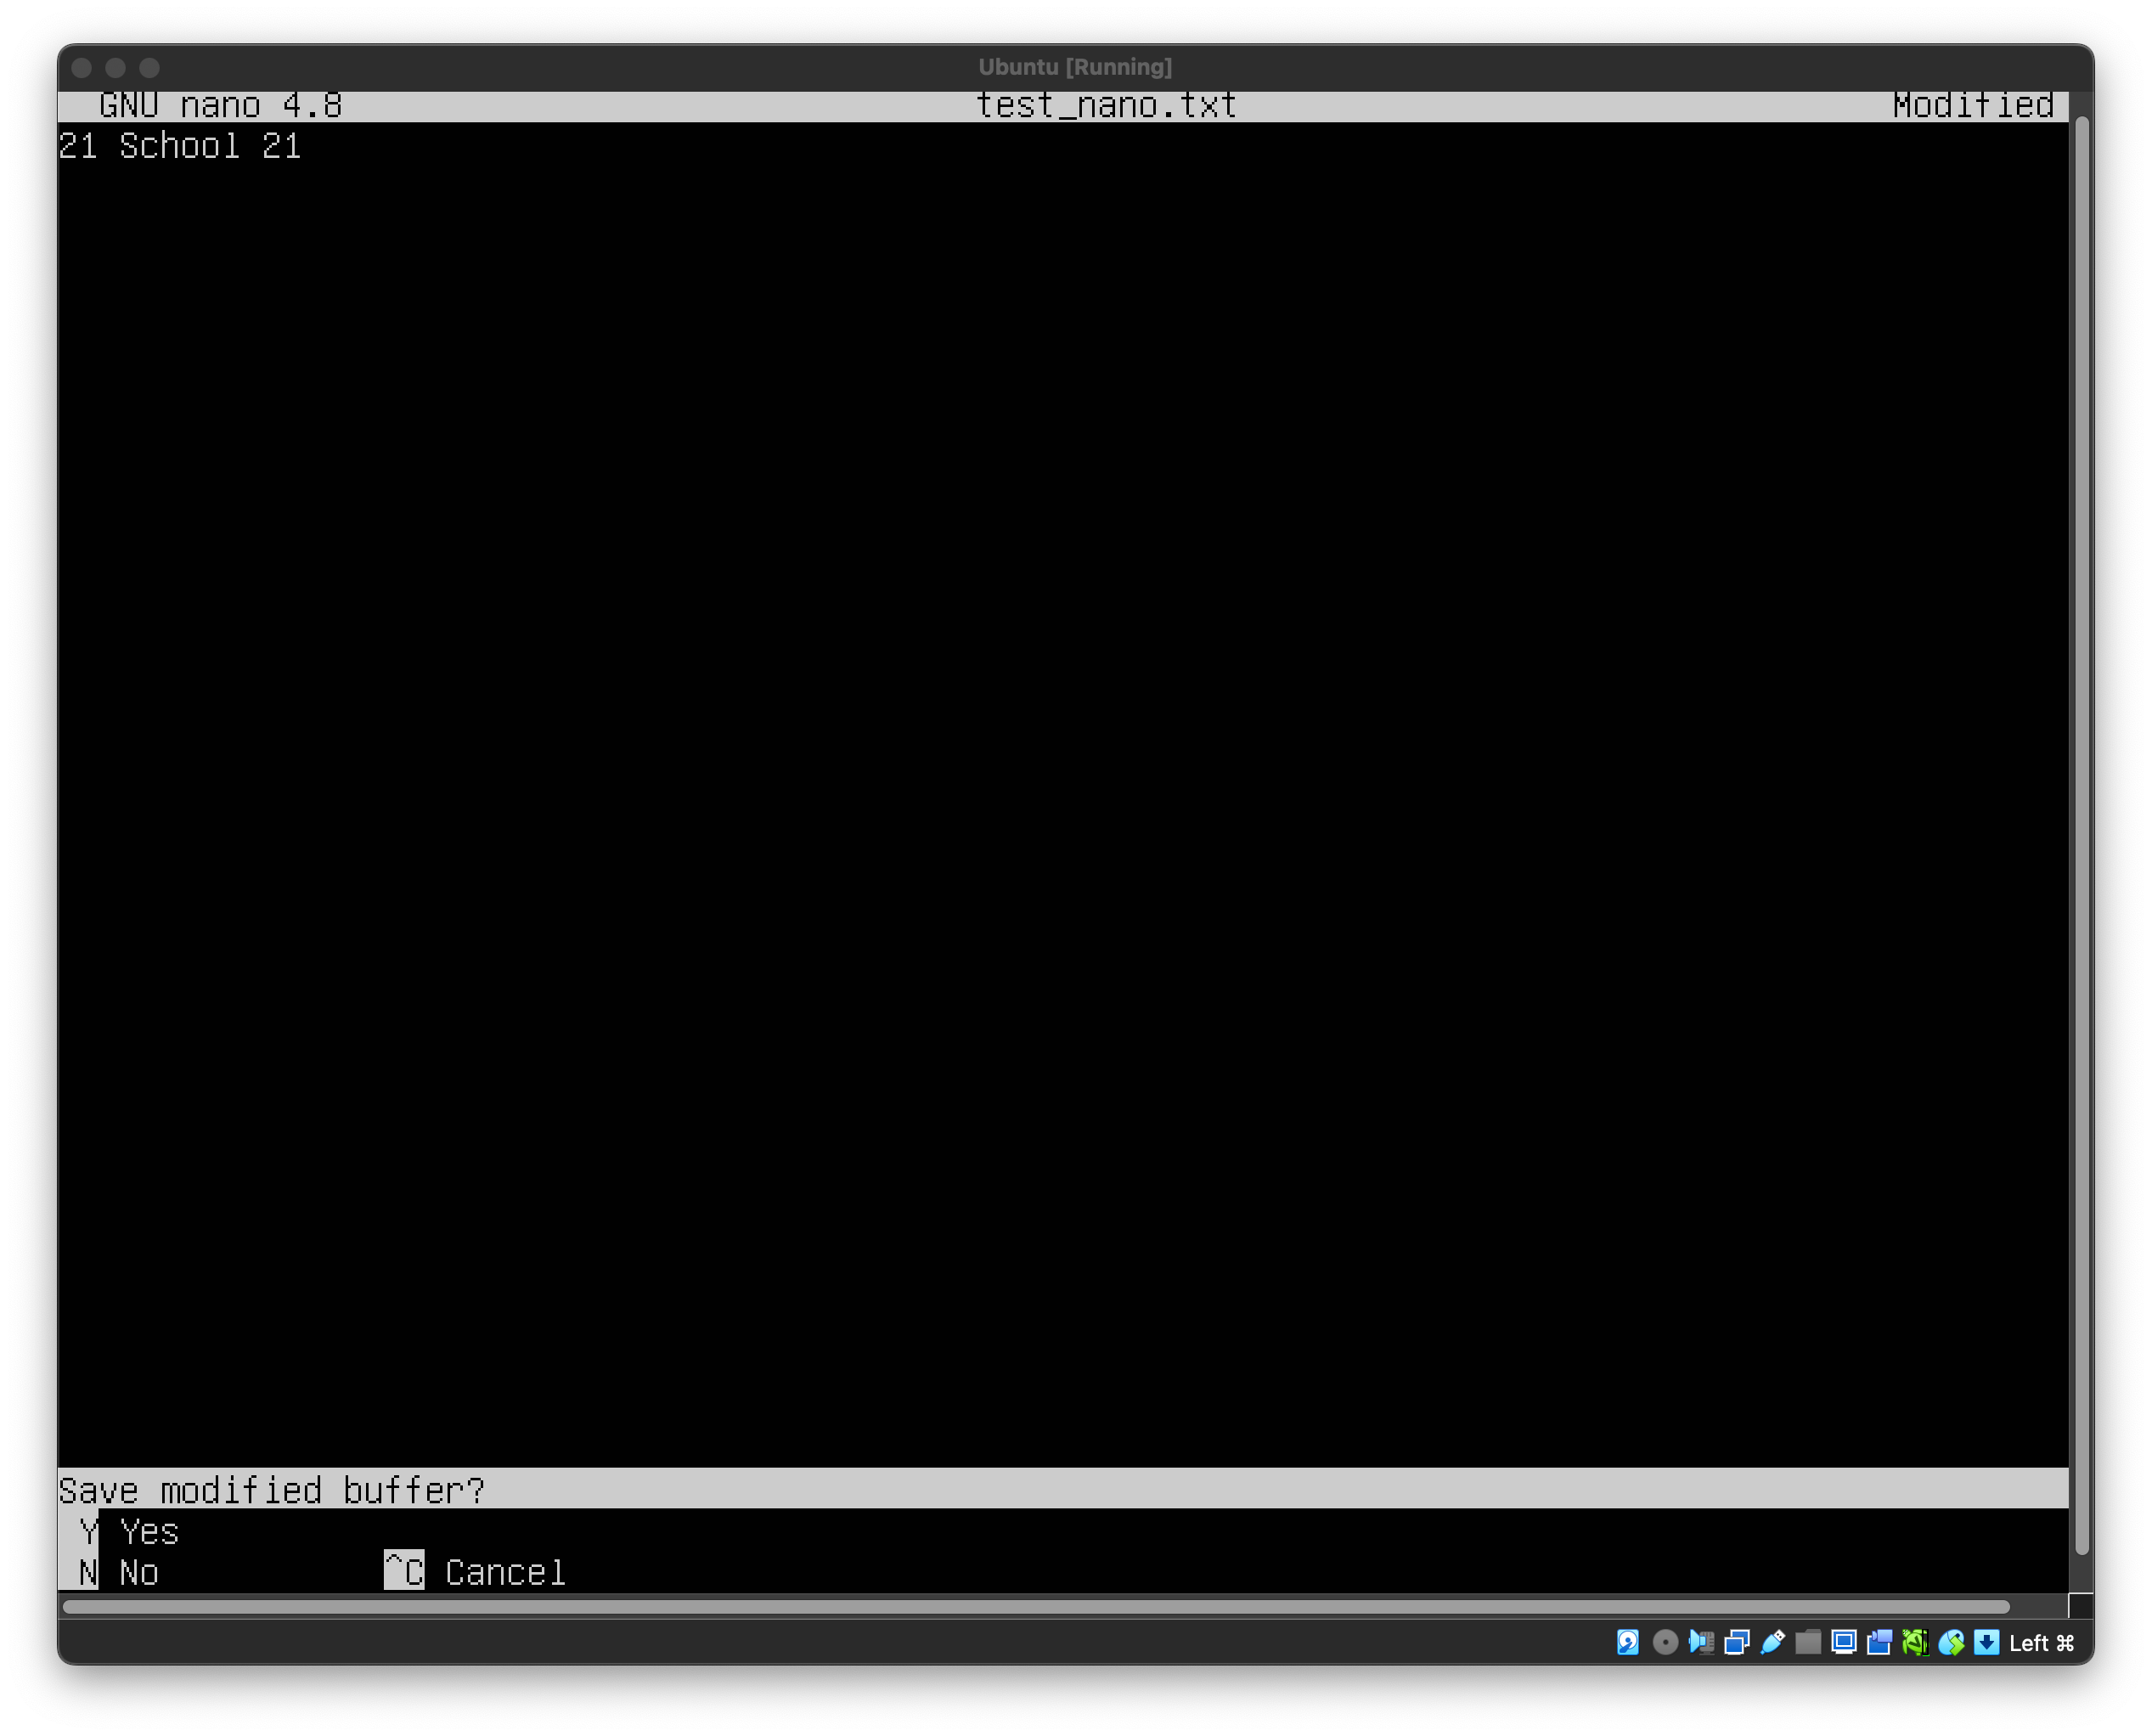 Ubuntu [Running]
GNU nano 4.8 test_nano.txt Modified
21 School 21
Save modified buffer?
Y Yes
N No ^C Cancel
Left ⌘